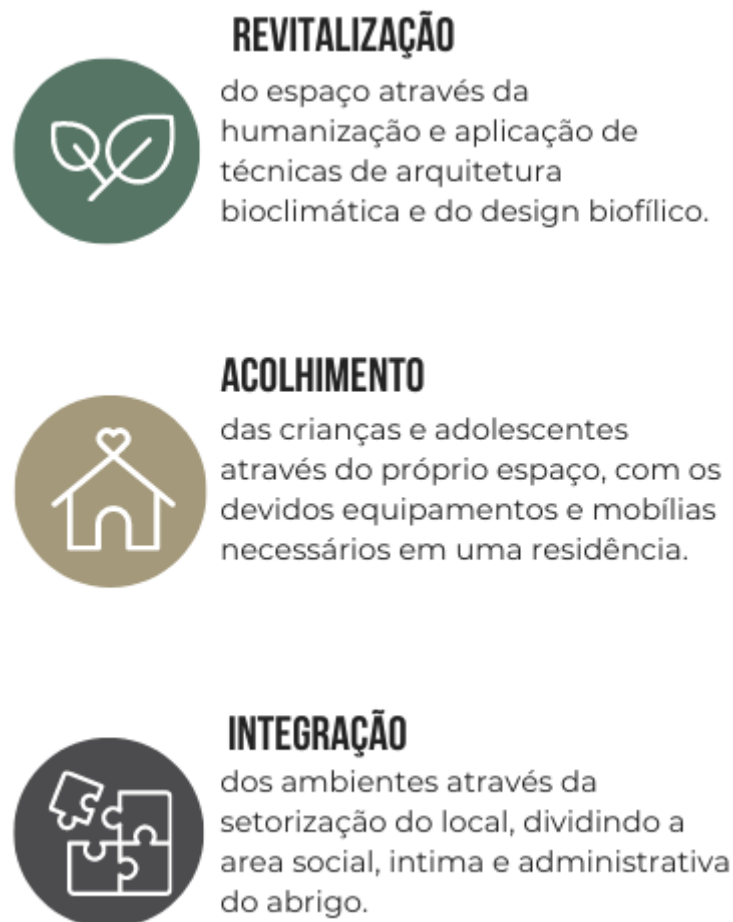 REVITALIZAÇÃO
do espaço através da
humanização e aplicação de
técnicas de arquitetura
bioclimática e do design biofílico.
ACOLHIMENTO
das crianças e adolescentes
através do próprio espaço, com os
devidos equipamentos e mobílias
necessários em uma residência.
INTEGRAÇÃO
dos ambientes através da
setorização do local, dividindo a
area social, intima e administrativa
do abrigo.